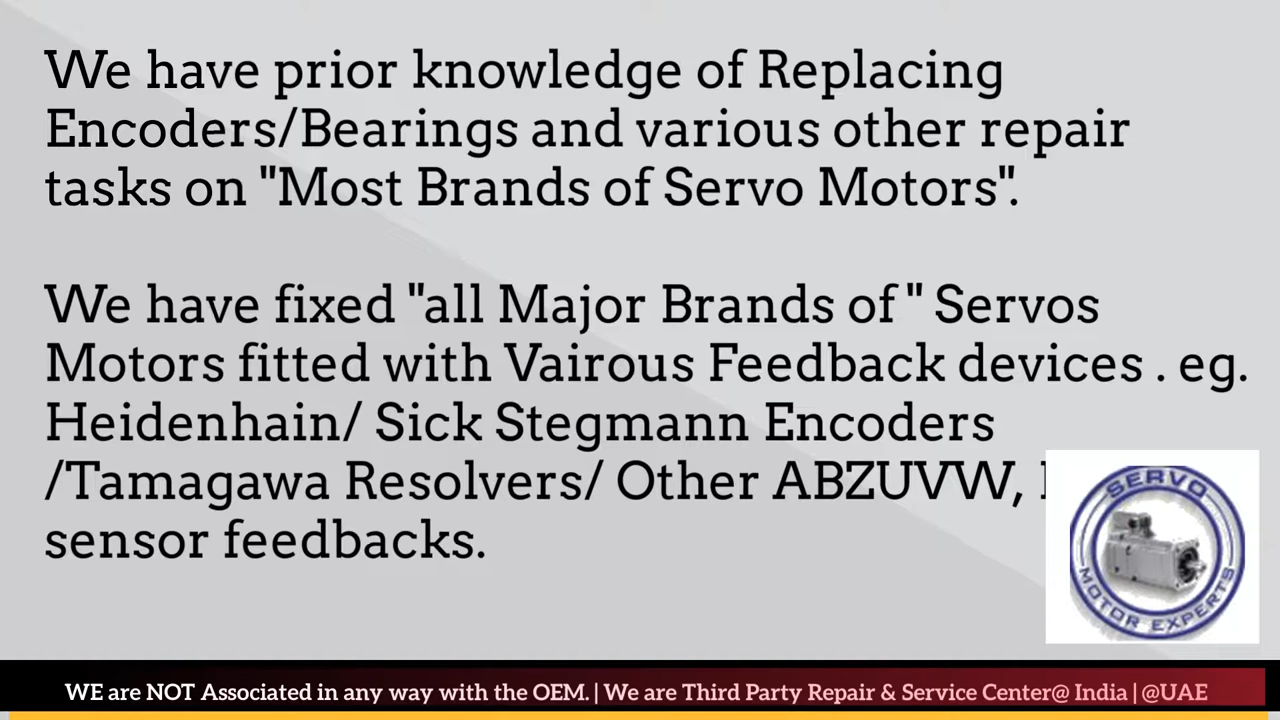 We have prior knowledge of Replacing
Encoders/Bearings and various other repair
tasks on "Most Brands of Servo Motors".
We have fixed "all Major Brands of " Servos
Motors fitted with Vairous Feedback devices . eg.
Heidenhain/ Sick Stegmann Encoders
/Tamagawa Resolvers/ Other ABZUVW,
sensor feedbacks.
SERVO
MOTOR EXPERTS
WE are NOT Associated in any way with the OEM. | We are Third Party Repair & Service Center@ India | @UAE